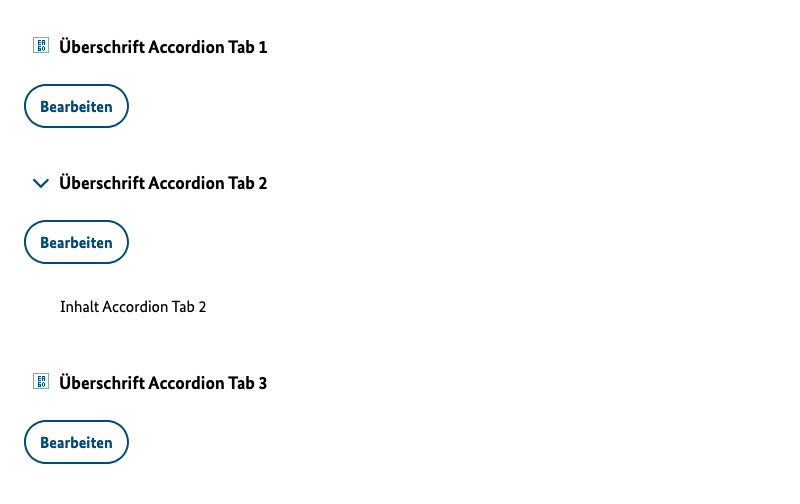 Überschrift Accordion Tab 1
Bearbeiten
Überschrift Accordion Tab 2
Bearbeiten
Inhalt Accordion Tab 2
Überschrift Accordion Tab 3
Bearbeiten